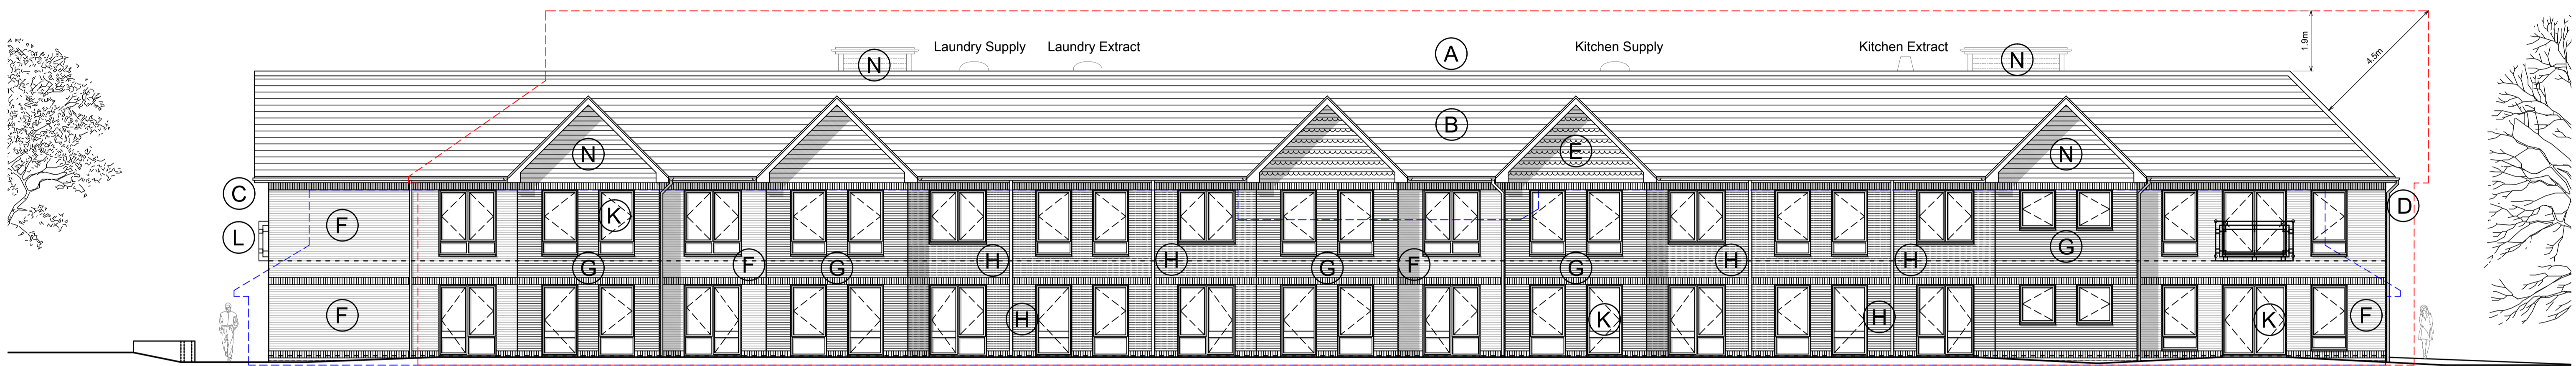 Laundry Supply
Laundry Extract
A
Kitchen Supply
Kitchen Extract
1.9m
4.5m
N
N
B
N
E
N
C
K
D
F
L
G
F
G
H
H
G
F
G
H
H
G
F
H
K
H
K
F